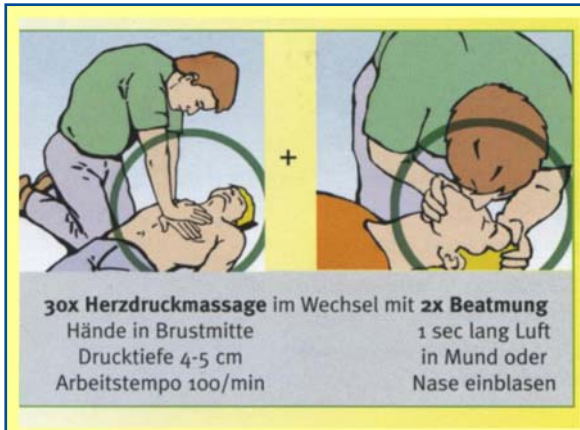 +
30x Herzdruckmassage im Wechsel mit 2x Beatmung
Hände in Brustmitte
Drucktiefe 4-5 cm
Arbeitstempo 100/min
1 sec lang Luft
in Mund oder
Nase einblasen